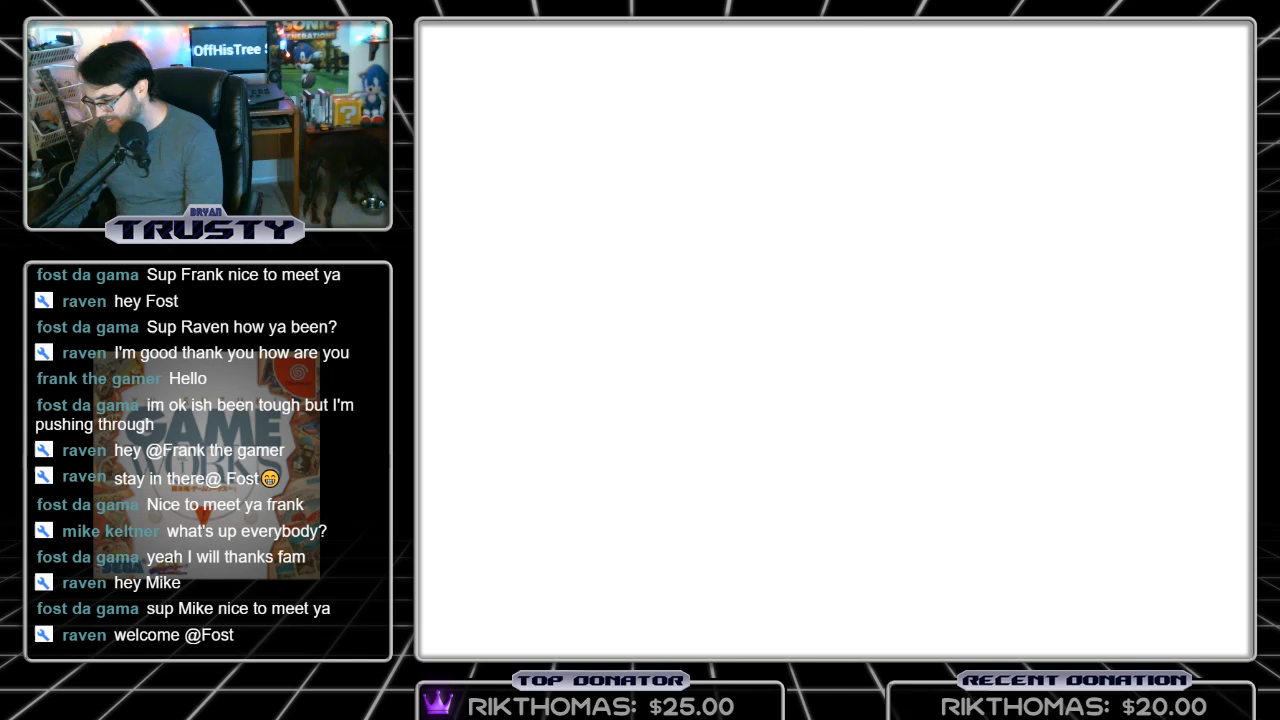 OffHisTree S
SONIC
GENERATIONS
BRYAN
TRUSTY
fost da gama Sup Frank nice to meet ya
raven hey Fost
fost da gama Sup Raven how ya been?
raven I'm good thank you how are you
frank the gamer Hello
fost da gama im ok ish been tough but I'm
pushing through
raven hey @Frank the gamer
raven stay in there@ Fost😁
fost da gama Nice to meet ya frank
mike keltner what's up everybody?
fost da gama yeah I will thanks fam
raven hey Mike
fost da gama sup Mike nice to meet ya
raven welcome @Fost
GAME
WORKS
TOP DONATOR
RIKTHOMAS: $25.00
RECENT DONATION
RIKTHOMAS: $20.00